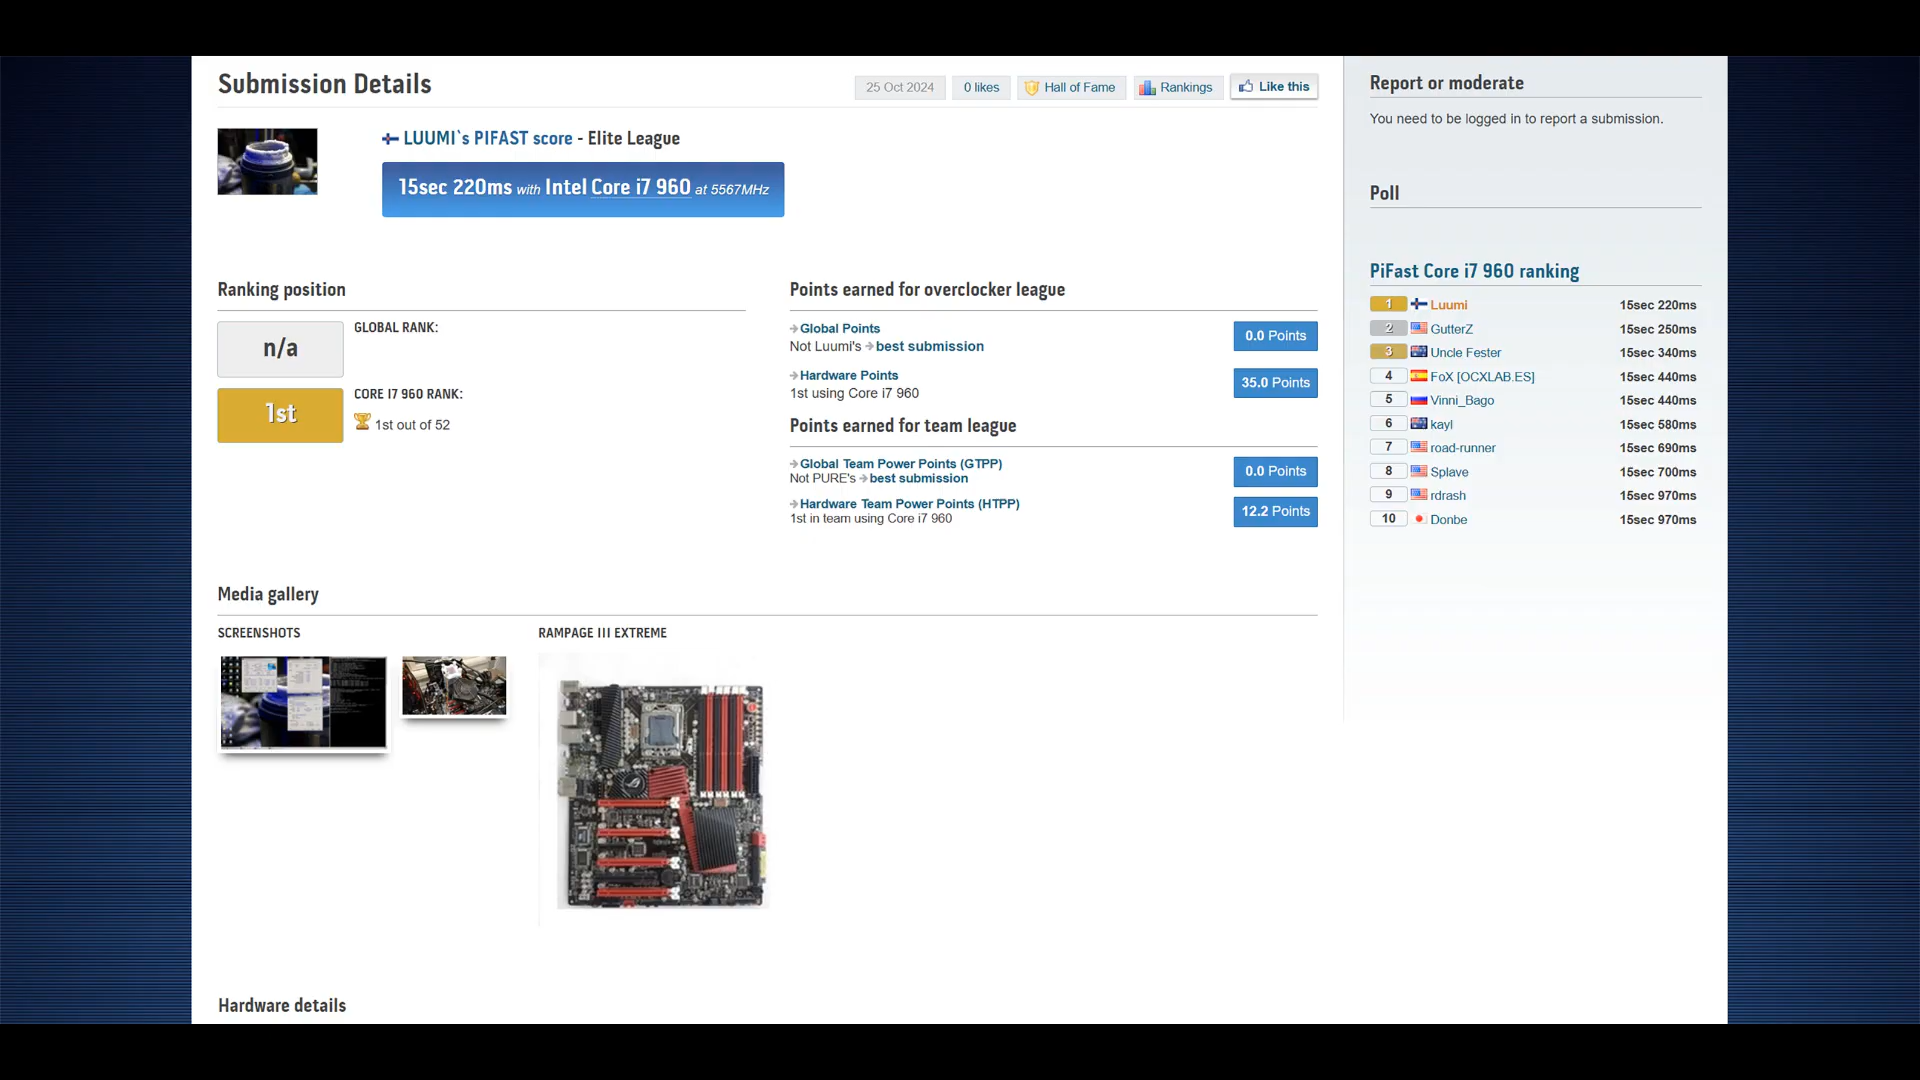 Submission Details
25 Oct 2024
0 likes
Hall of Fame
Rankings
Like this
LUUMI`s PIFAST score - Elite League
15sec 220ms with Intel Core i7 960 at 5567MHz
Ranking position
n/a
GLOBAL RANK:
1st
CORE I7 960 RANK:
1st out of 52
Points earned for overclocker league
Global Points
Not Luumi's best submission
0.0 Points
Hardware Points
1st using Core i7 960
35.0 Points
Points earned for team league
Global Team Power Points (GTPP)
Not PURE's best submission
0.0 Points
Hardware Team Power Points (HTPP)
1st in team using Core i7 960
12.2 Points
Media gallery
SCREENSHOTS
RAMPAGE III EXTREME
Hardware details
Report or moderate
You need to be logged in to report a submission.
Poll
PiFast Core i7 960 ranking
1 Luumi 15sec 220ms
2 GutterZ 15sec 250ms
3 Uncle Fester 15sec 340ms
4 FoX [OCXLAB.ES] 15sec 440ms
5 Vinni_Bago 15sec 440ms
6 kayl 15sec 580ms
7 road-runner 15sec 690ms
8 Splave 15sec 700ms
9 rdrash 15sec 970ms
10 Donbe 15sec 970ms